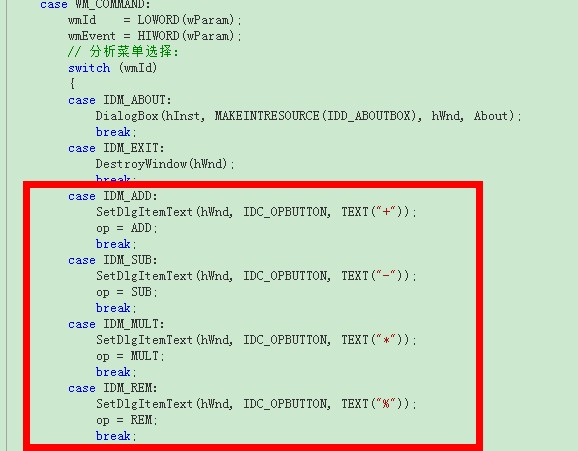 case WM_COMMAND:
wmId = LOWORD(wParam);
wmEvent = HIWORD(wParam);
// 分析菜单选择:
switch (wmId)
{
case IDM_ABOUT:
DialogBox(hInst, MAKEINTRESOURCE(IDD_ABOUTBOX), hWnd, About);
break;
case IDM_EXIT:
DestroyWindow(hWnd);
break;
case IDM_ADD:
SetDlgItemText(hWnd, IDC_OPBUTTON, TEXT("+"));
op = ADD;
break;
case IDM_SUB:
SetDlgItemText(hWnd, IDC_OPBUTTON, TEXT("-"));
op = SUB;
break;
case IDM_MULT:
SetDlgItemText(hWnd, IDC_OPBUTTON, TEXT("*"));
op = MULT;
break;
case IDM_REM:
SetDlgItemText(hWnd, IDC_OPBUTTON, TEXT("%"));
op = REM;
break;